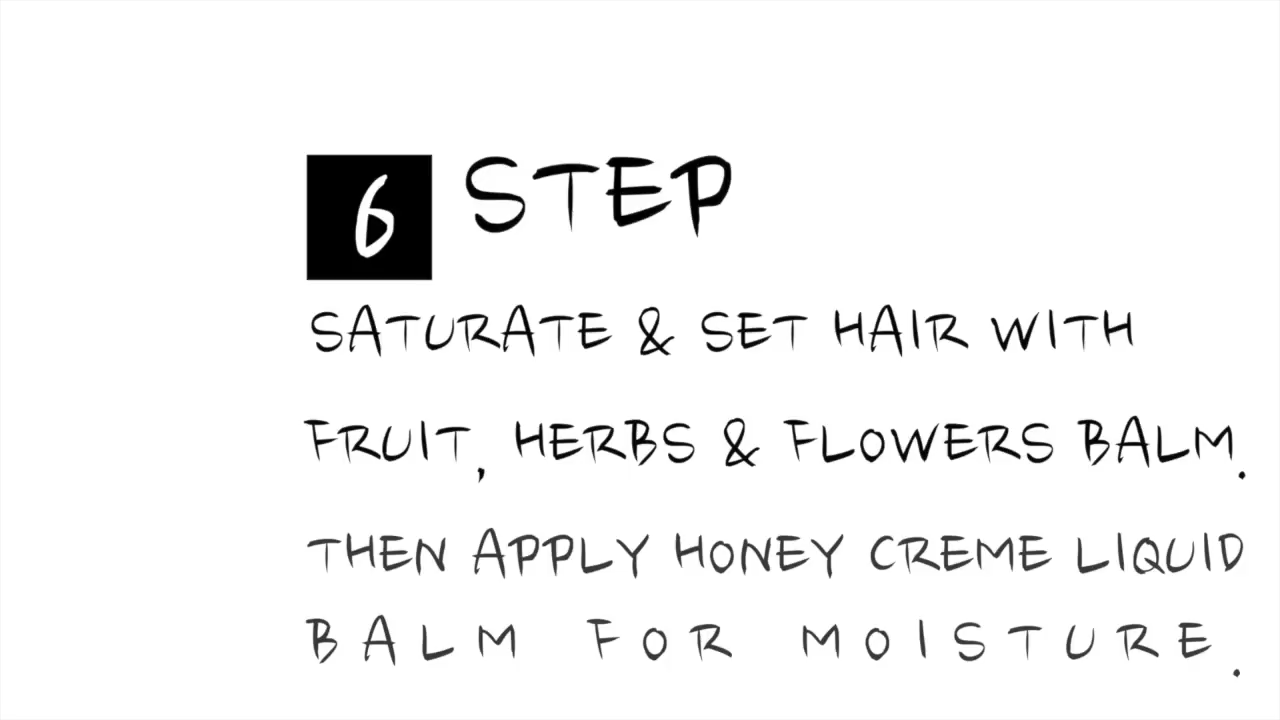 6 STEP
SATURATE & SET HAIR WITH
FRUIT, HERBS & FLOWERS BALM.
THEN APPLY HONEY CREME LIQUID
BALM FOR MOISTURE.